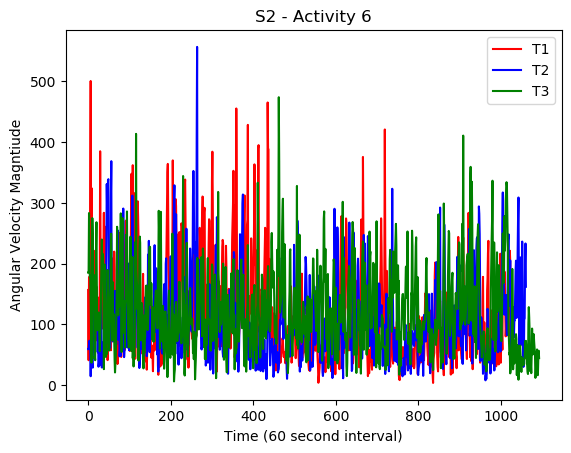 S2 - Activity 6
T1
T2
T3
Angular Velocity Magntiude
500
400
300
200
100
0
0
200
400
600
800
1000
Time (60 second interval)